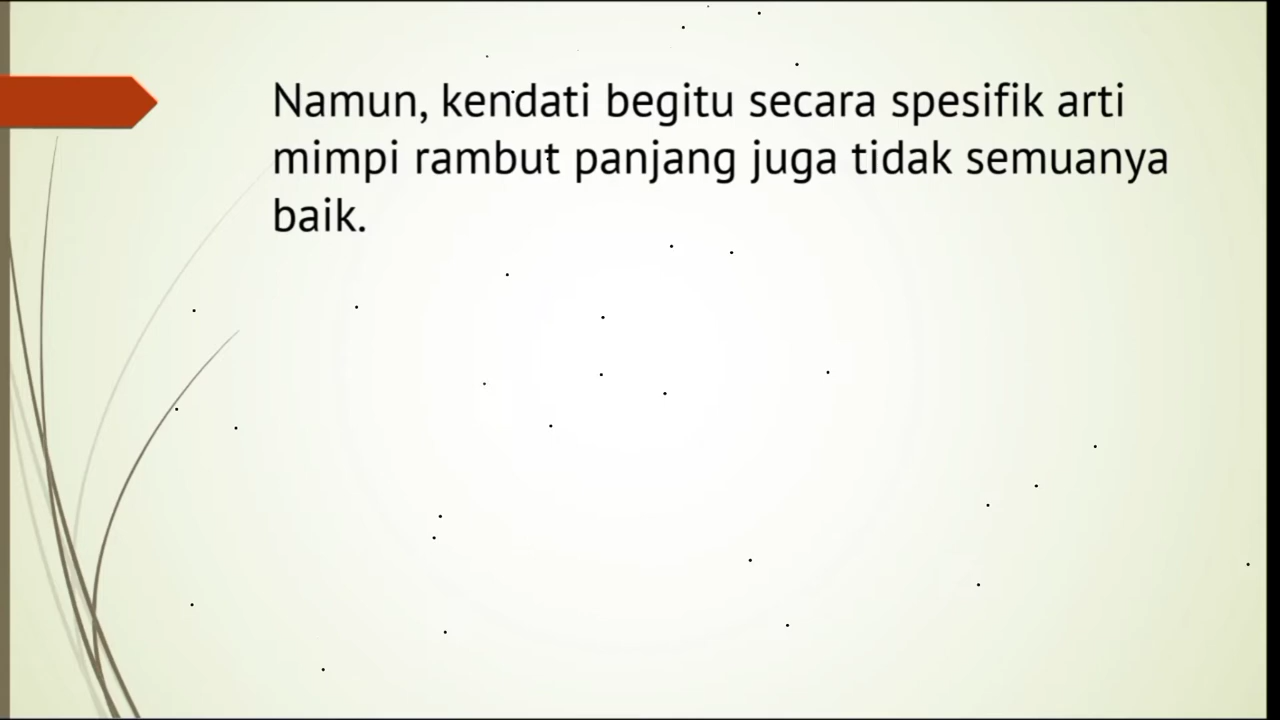 Namun, kendati begitu secara spesifik arti
mimpi rambut panjang juga tidak semuanya
baik.